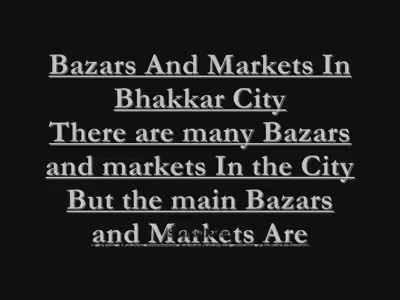 Bazars And Markets In
Bhakkar City
There are many Bazars
and markets In the City
But the main Bazars
and Markets Are